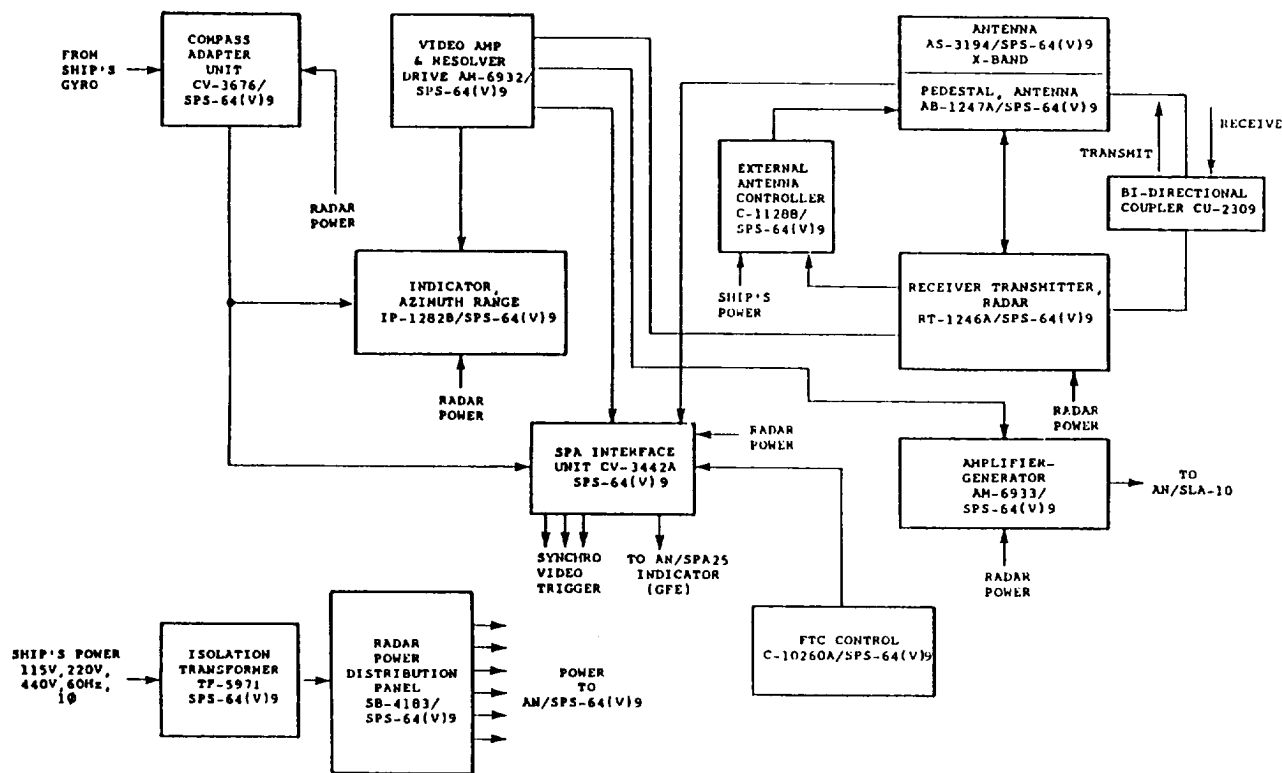 FROM
SHIP'S
GYRO
COMPASS
ADAPTER
UNIT
CV-3676/
SPS-64(V)9
RADAR
POWER
VIDEO AMP
& RESOLVER
DRIVE AM-6932/
SPS-64(V)9
ANTENNA
AS-3194/SPS-64(V)9
X-BAND
PEDESTAL, ANTENNA
AB-1247A/SPS-64(V)9
EXTERNAL
ANTENNA
CONTROLLER
C-11288/
SPS-64(V)9
SHIP'S
POWER
TRANSMIT
RECEIVE
BI-DIRECTIONAL
COUPLER CU-2309
INDICATOR,
AZIMUTH RANGE
IP-1282B/SPS-64(V)9
RADAR
POWER
RECEIVER TRANSMITTER,
RADAR
RT-1246A/SPS-64(V)9
RADAR
POWER
SPA INTERFACE
UNIT CV-3442A
SPS-64(V)9
RADAR
POWER
SYNCHRO
VIDEO
TRIGGER
TO AN/SPA25
INDICATOR
(GFE)
AMPLIFIER-
GENERATOR
AM-6933/
SPS-64(V)9
TO
AN/SLA-10
RADAR
POWER
FTC CONTROL
C-10260A/SPS-64(V)9
SHIP'S POWER
115V,220V,
440V,60Hz,
1Ø
ISOLATION
TRANSFORMER
TF-5971
SPS-64(V)9
RADAR
POWER
DISTRIBUTION
PANEL
SB-4183/
SPS-64(V)9
POWER
TO
AN/SPS-64(V)9